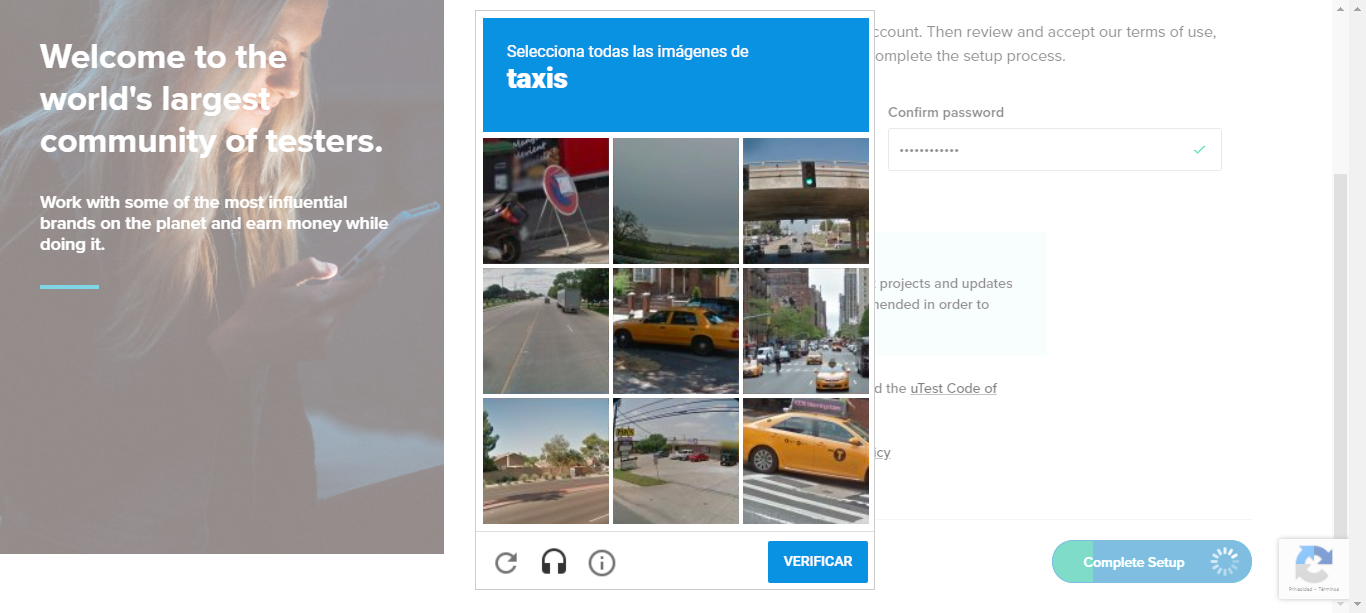 Welcome to the
world's largest
community of testers.
Work with some of the most influential
brands on the planet and earn money while
doing it.
Selecciona todas las imágenes de
taxis
VERIFICAR
ccount. Then review and accept our terms of use,
omplete the setup process.
Confirm password
••••••••••••
projects and updates
nended in order to
d the uTest Code of
icy
Complete Setup
Privacidad - Términos